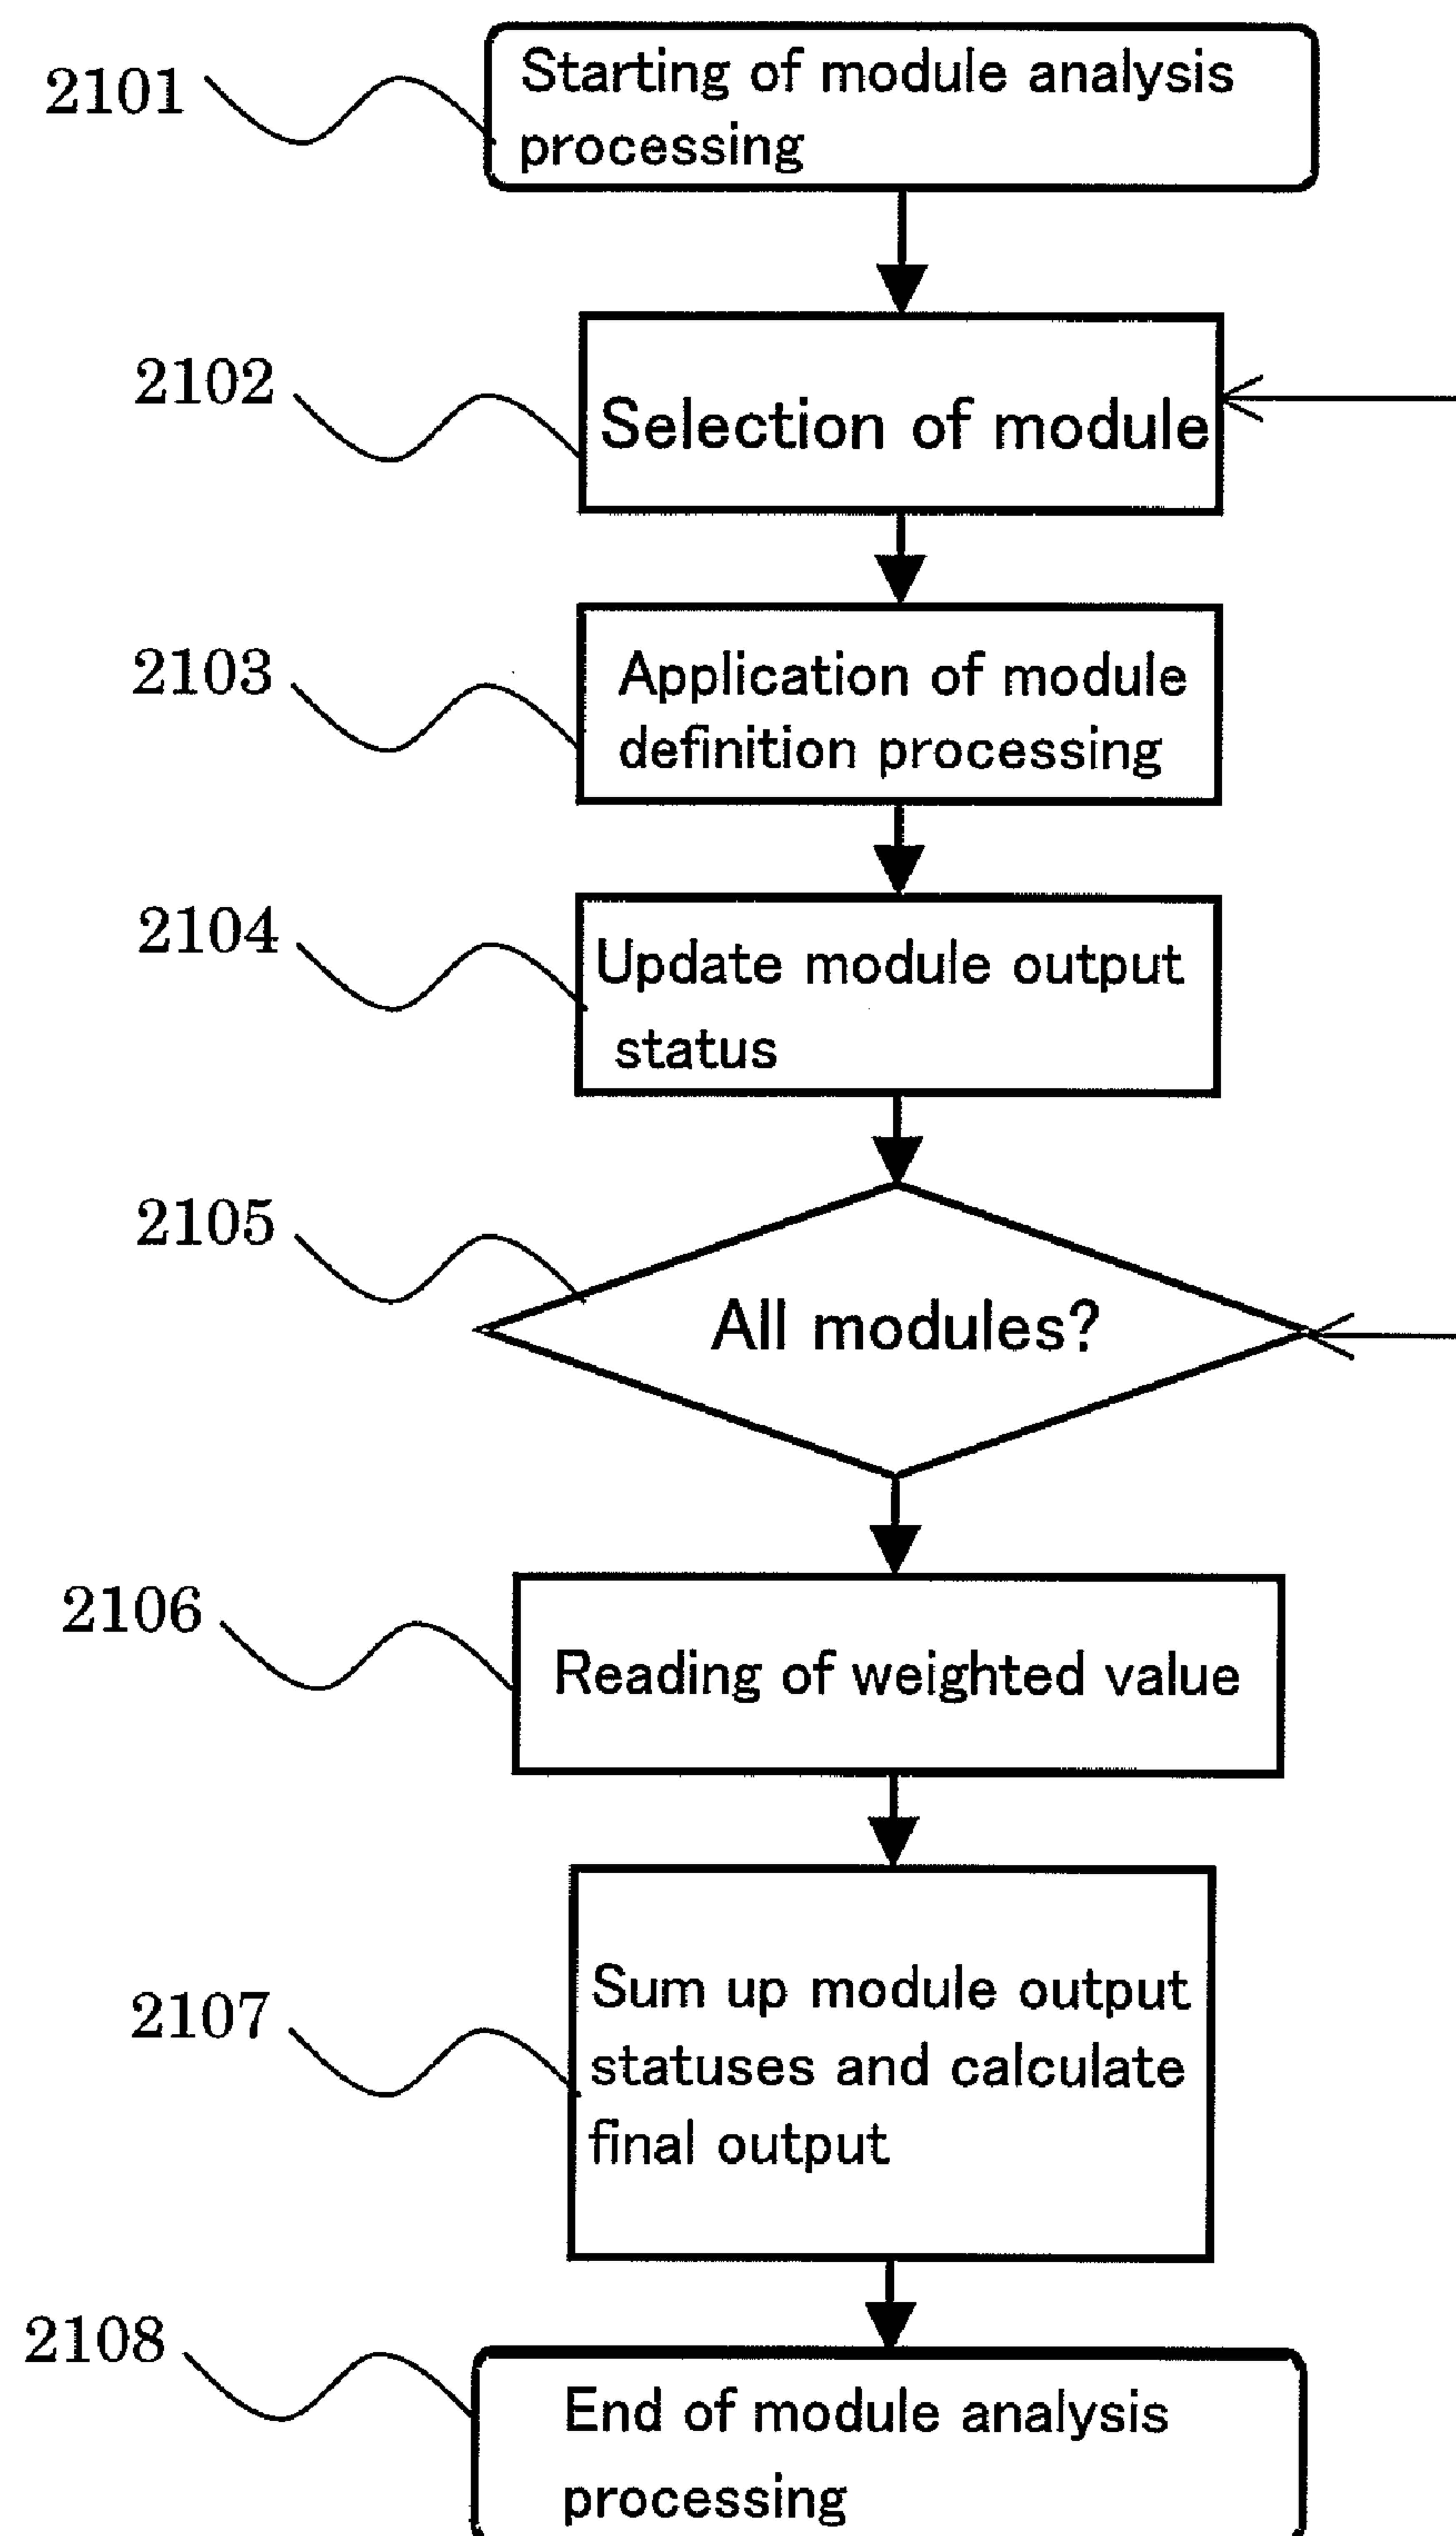 2101
Starting of module analysis
processing
2102
Selection of module
2103
Application of module
definition processing
2104
Update module output
status
2105
All modules?
2106
Reading of weighted value
2107
Sum up module output
statuses and calculate
final output
2108
End of module analysis
processing